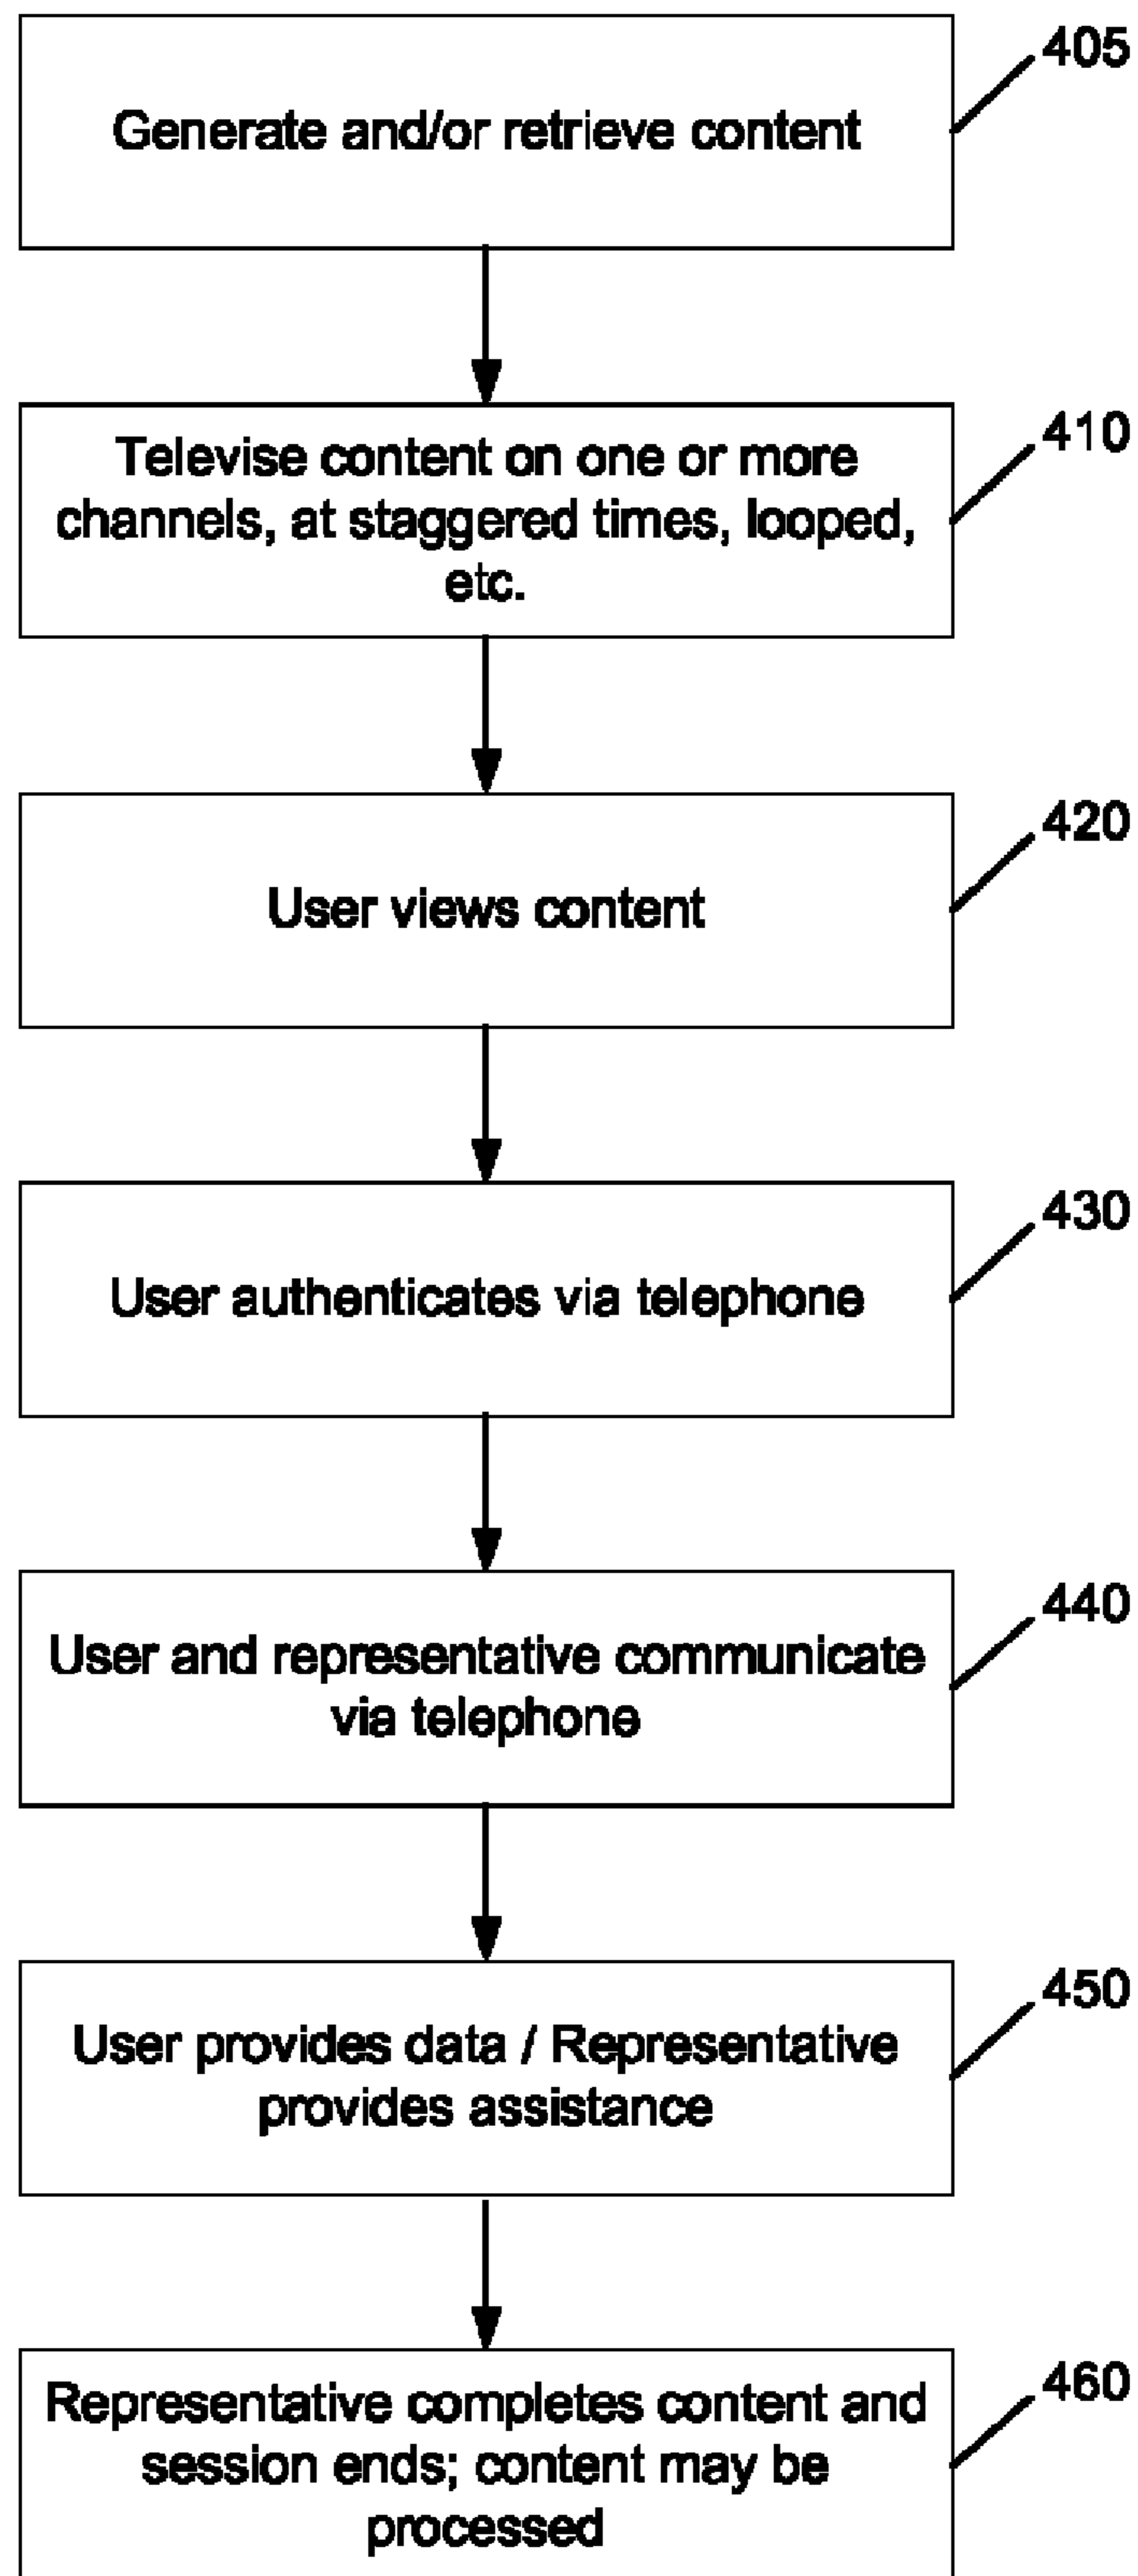 405
Generate and/or retrieve content
410
Televise content on one or more
channels, at staggered times, looped,
etc.
420
User views content
430
User authenticates via telephone
440
User and representative communicate
via telephone
450
User provides data / Representative
provides assistance
460
Representative completes content and
session ends; content may be
processed